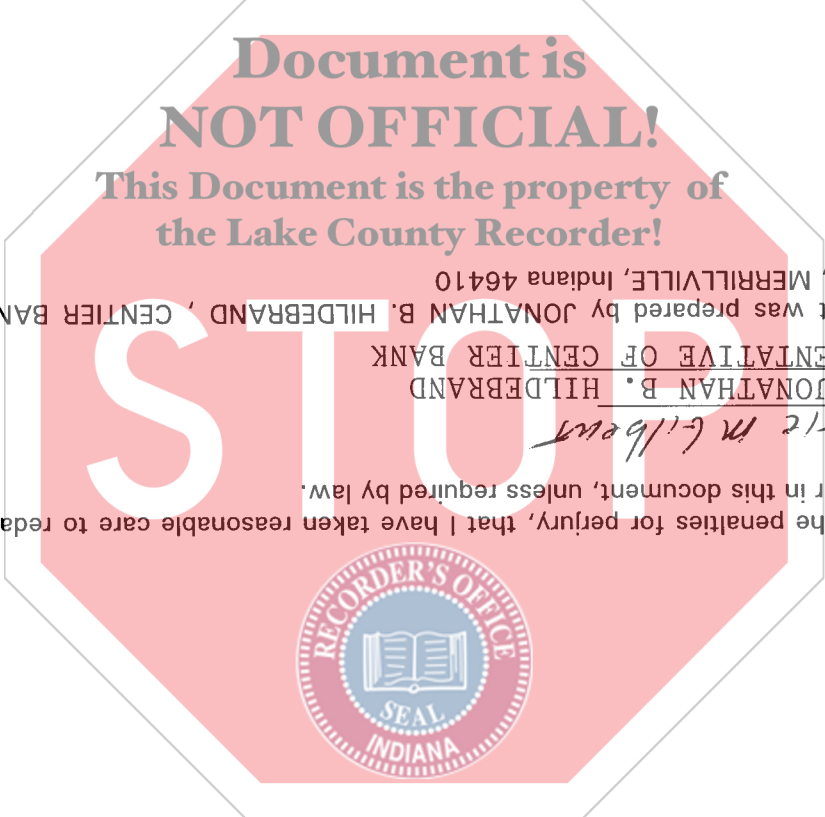 Document is
NOT OFFICIAL!
This Document is the property of
the Lake County Recorder!
STOP
RECORDER'S OFFICE
SEAL
INDIANA
he penalties for perjury, that I have taken reasonable care to reda
r in this document, unless required by law.
JONATHAN B. HILDEBRAND
ENTATIVE OF CENTIER BANK
t was prepared by JONATHAN B. HILDEBRAND , CENTIER BAN
, MERRILLVILLE, Indiana 46410